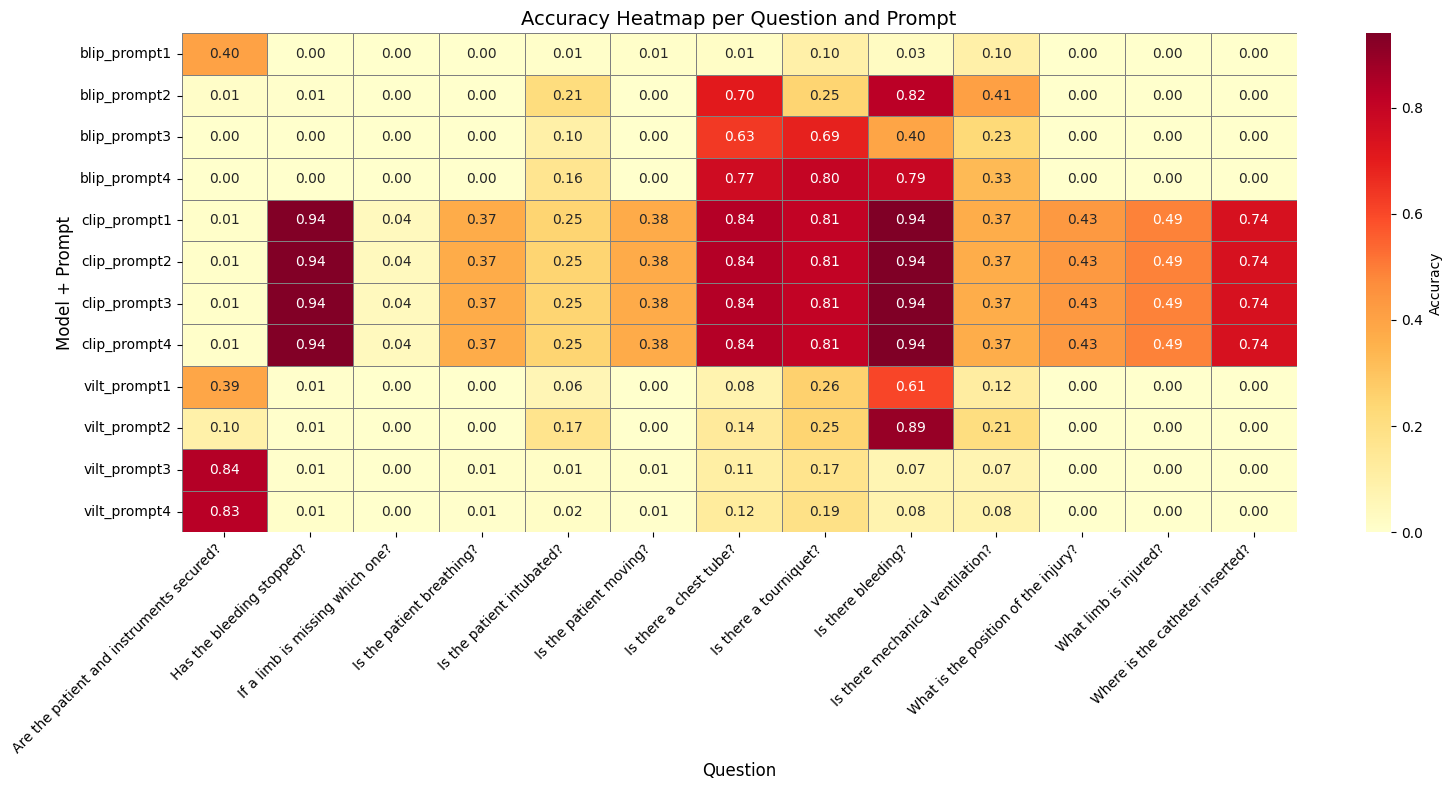 Accuracy Heatmap per Question and Prompt
Model + Prompt
blip_prompt1 0.40 0.00 0.00 0.00 0.01 0.01 0.01 0.10 0.03 0.10 0.00 0.00 0.00
blip_prompt2 0.01 0.01 0.00 0.00 0.21 0.00 0.70 0.25 0.82 0.41 0.00 0.00 0.00
blip_prompt3 0.00 0.00 0.00 0.00 0.10 0.00 0.63 0.69 0.40 0.23 0.00 0.00 0.00
blip_prompt4 0.00 0.00 0.00 0.00 0.16 0.00 0.77 0.80 0.79 0.33 0.00 0.00 0.00
clip_prompt1 0.01 0.94 0.04 0.37 0.25 0.38 0.84 0.81 0.94 0.37 0.43 0.49 0.74
clip_prompt2 0.01 0.94 0.04 0.37 0.25 0.38 0.84 0.81 0.94 0.37 0.43 0.49 0.74
clip_prompt3 0.01 0.94 0.04 0.37 0.25 0.38 0.84 0.81 0.94 0.37 0.43 0.49 0.74
clip_prompt4 0.01 0.94 0.04 0.37 0.25 0.38 0.84 0.81 0.94 0.37 0.43 0.49 0.74
vilt_prompt1 0.39 0.01 0.00 0.00 0.06 0.00 0.08 0.26 0.61 0.12 0.00 0.00 0.00
vilt_prompt2 0.10 0.01 0.00 0.00 0.17 0.00 0.14 0.25 0.89 0.21 0.00 0.00 0.00
vilt_prompt3 0.84 0.01 0.00 0.01 0.01 0.01 0.11 0.17 0.07 0.07 0.00 0.00 0.00
vilt_prompt4 0.83 0.01 0.00 0.01 0.02 0.01 0.12 0.19 0.08 0.08 0.00 0.00 0.00
Are the patient and instruments secured?
Has the bleeding stopped?
If a limb is missing which one?
Is the patient breathing?
Is the patient intubated?
Is the patient moving?
Is there a chest tube?
Is there a tourniquet?
Is there bleeding?
Is there mechanical ventilation?
What is the position of the injury?
What limb is injured?
Where is the catheter inserted?
Question
0.8
0.6
0.4
0.2
0.0
Accuracy